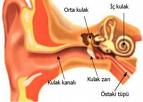 İç kulak
Orta kulak
Kulak kanalı
Kulak zarı
Östaki tüpü